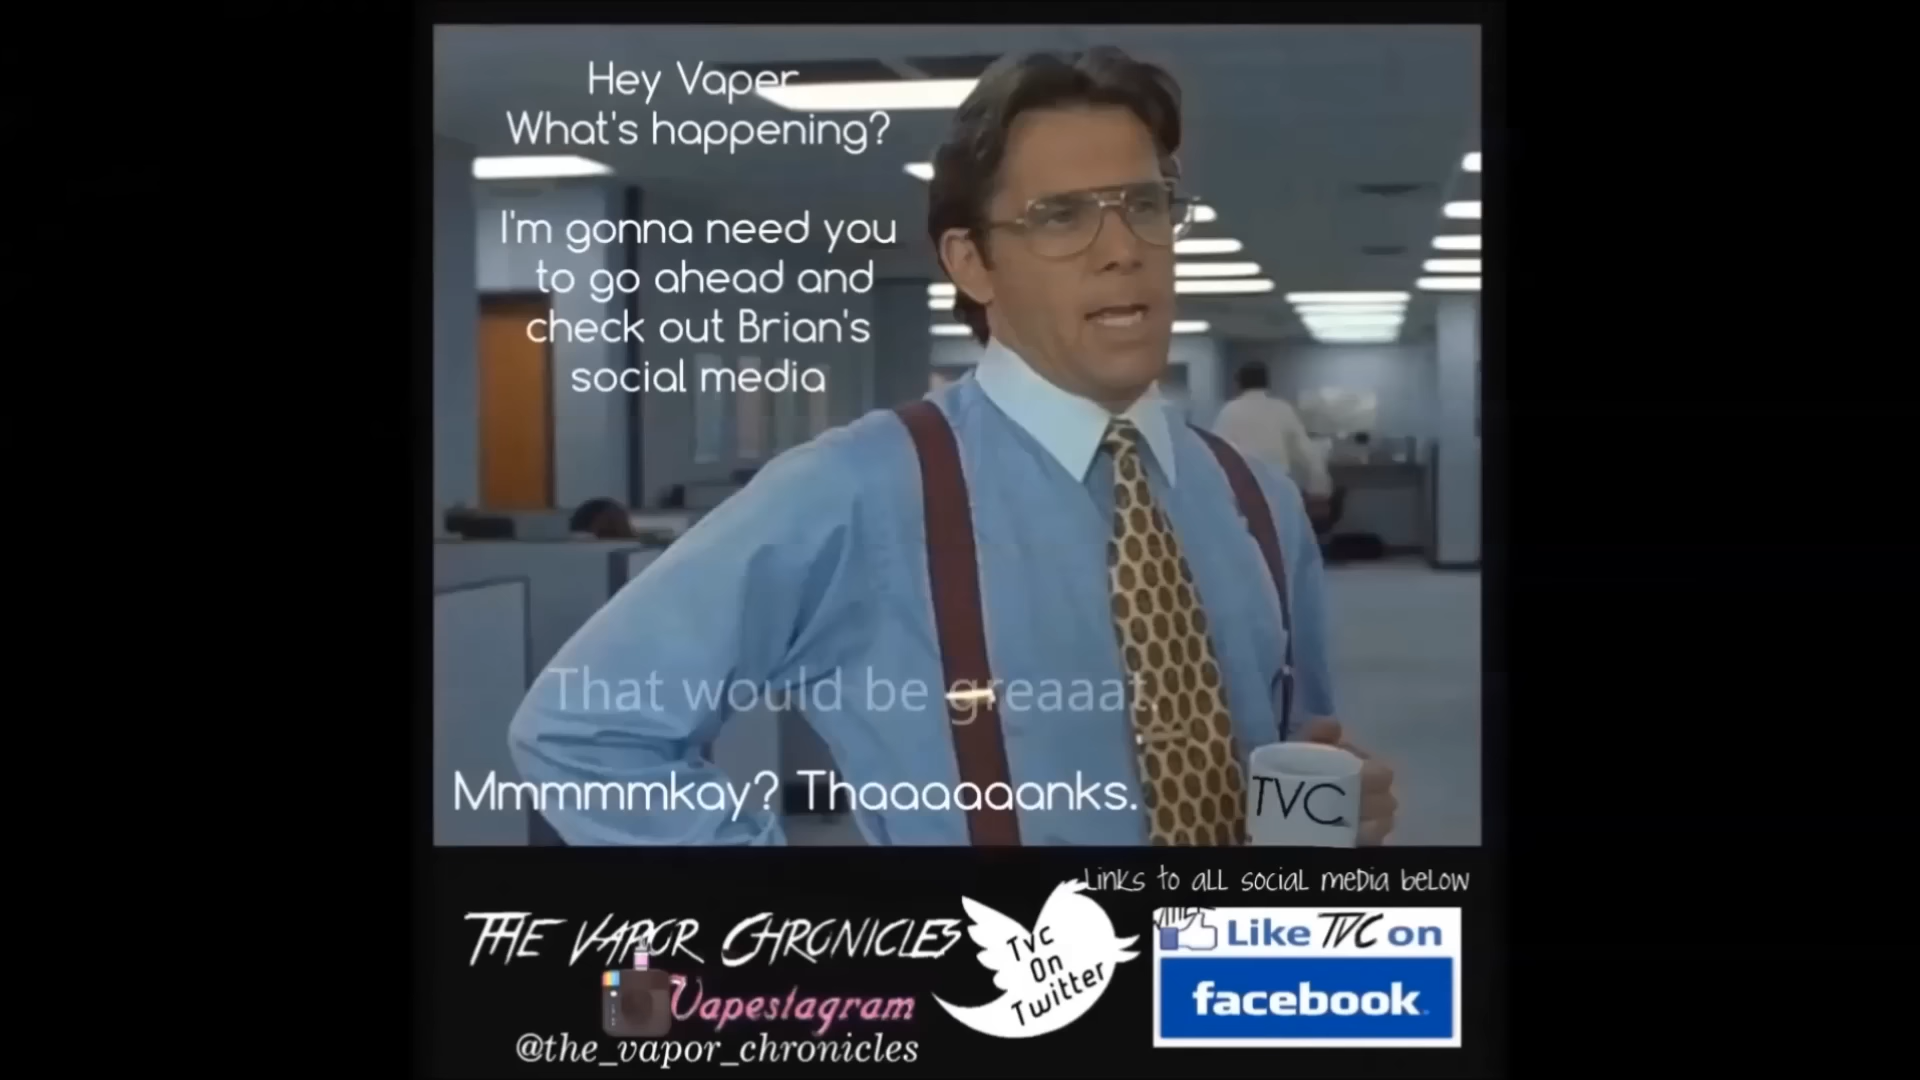 Hey Vaper
What's happening?
I'm gonna need you
to go ahead and
check out Brian's
social media
That would be greaaat.
Mmmmmkay? Thaaaaaanks.
TVC
Links to all social media below
THE VAPOR CHRONICLES
Tvc
On
Twitter
Like TVC on
facebook
Vapestagram
@the_vapor_chronicles